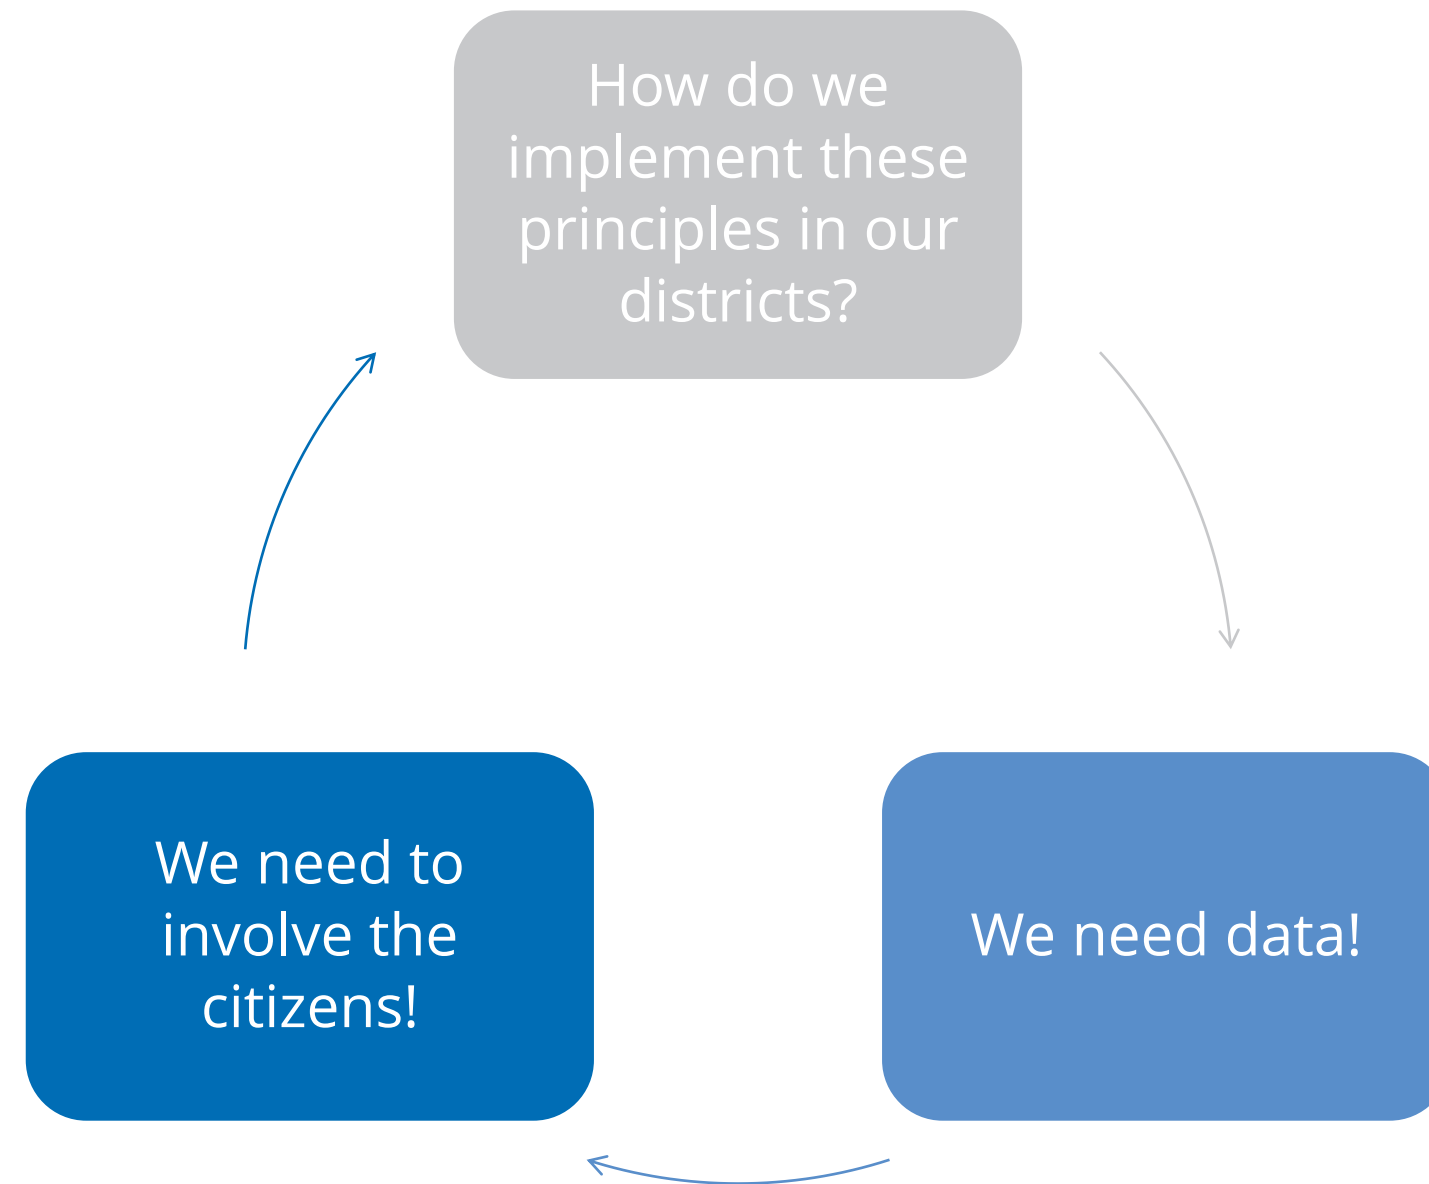 How do we
implement these
principles in our
districts?
We need to
involve the
citizens!
We need data!